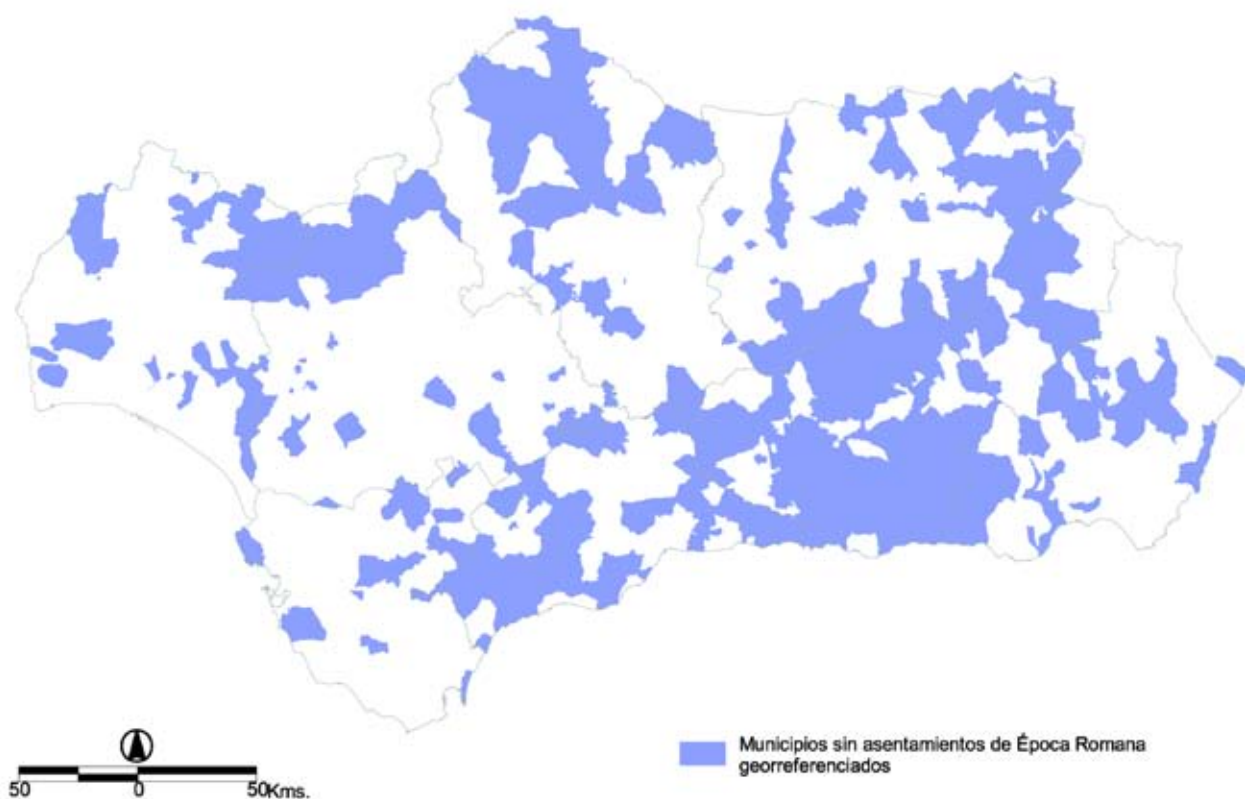 Municipios sin asentamientos de Época Romana
georreferenciados
50 0 50Kms.